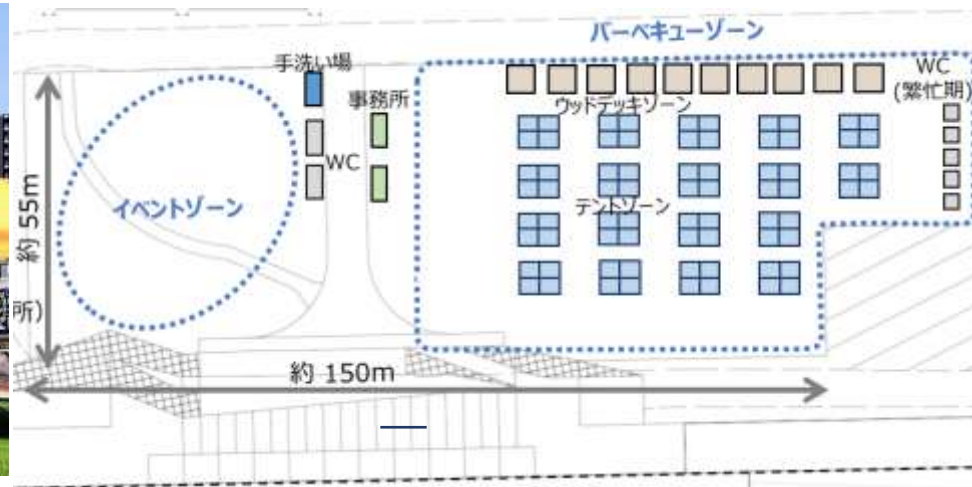 バーベキューゾーン
手洗い場
WC
(繁忙期)
事務所
ウッドデッキゾーン
WC
イベントゾーン
テントゾーン
約 55m
所)
約 150m